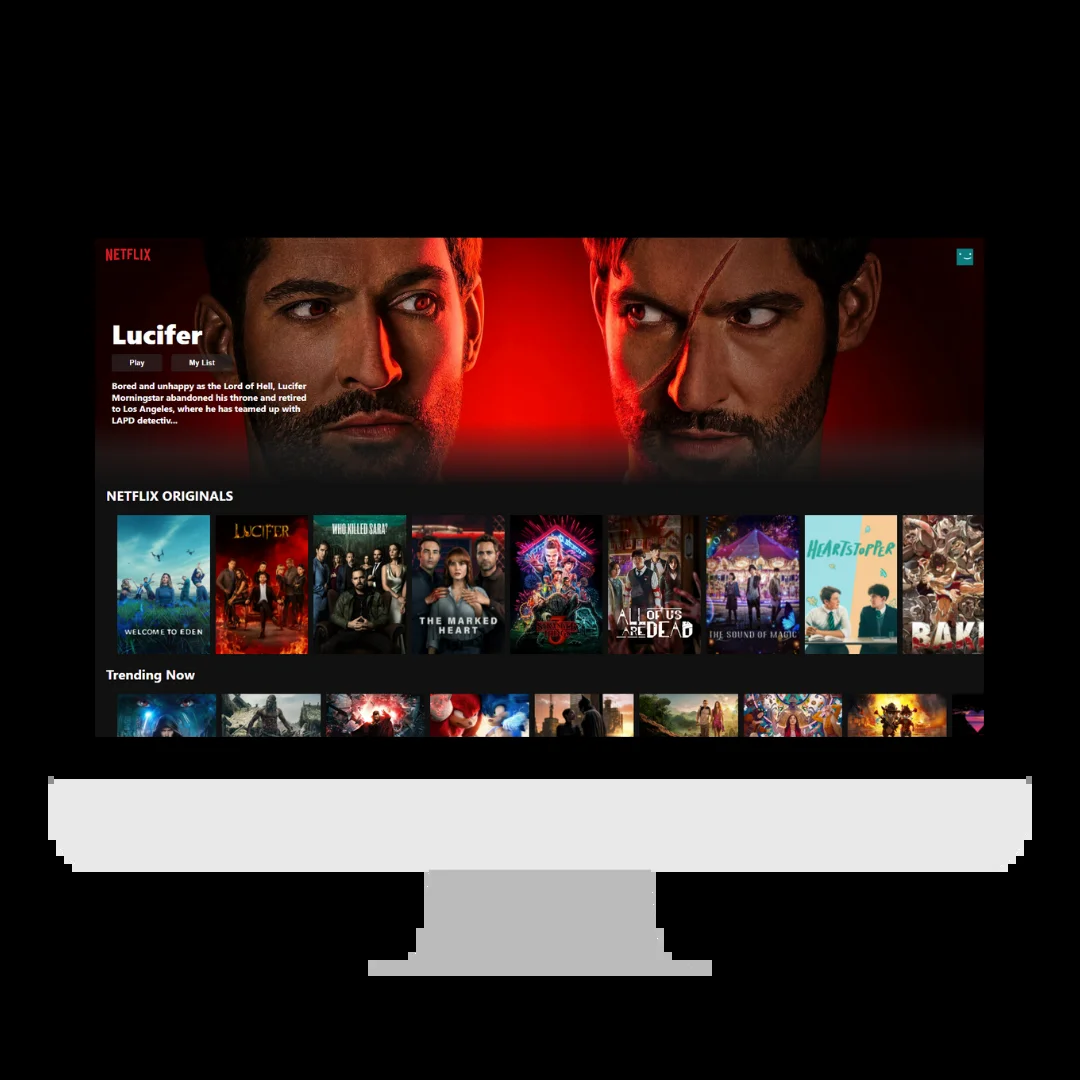 NETFLIX
Lucifer
Play
My List
Bored and unhappy as the Lord of Hell, Lucifer
Morningstar abandoned his throne and retired
to Los Angeles, where he has teamed up with
LAPD detectiv...
NETFLIX ORIGINALS
WELCOME TO EDEN
LUCIFER
WHO KILLED SARA?
THE MARKED
HEART
ALL OF US
ARE DEAD
THE SOUND OF MAGIC
HEARTSTOPPER
BAKI
Trending Now